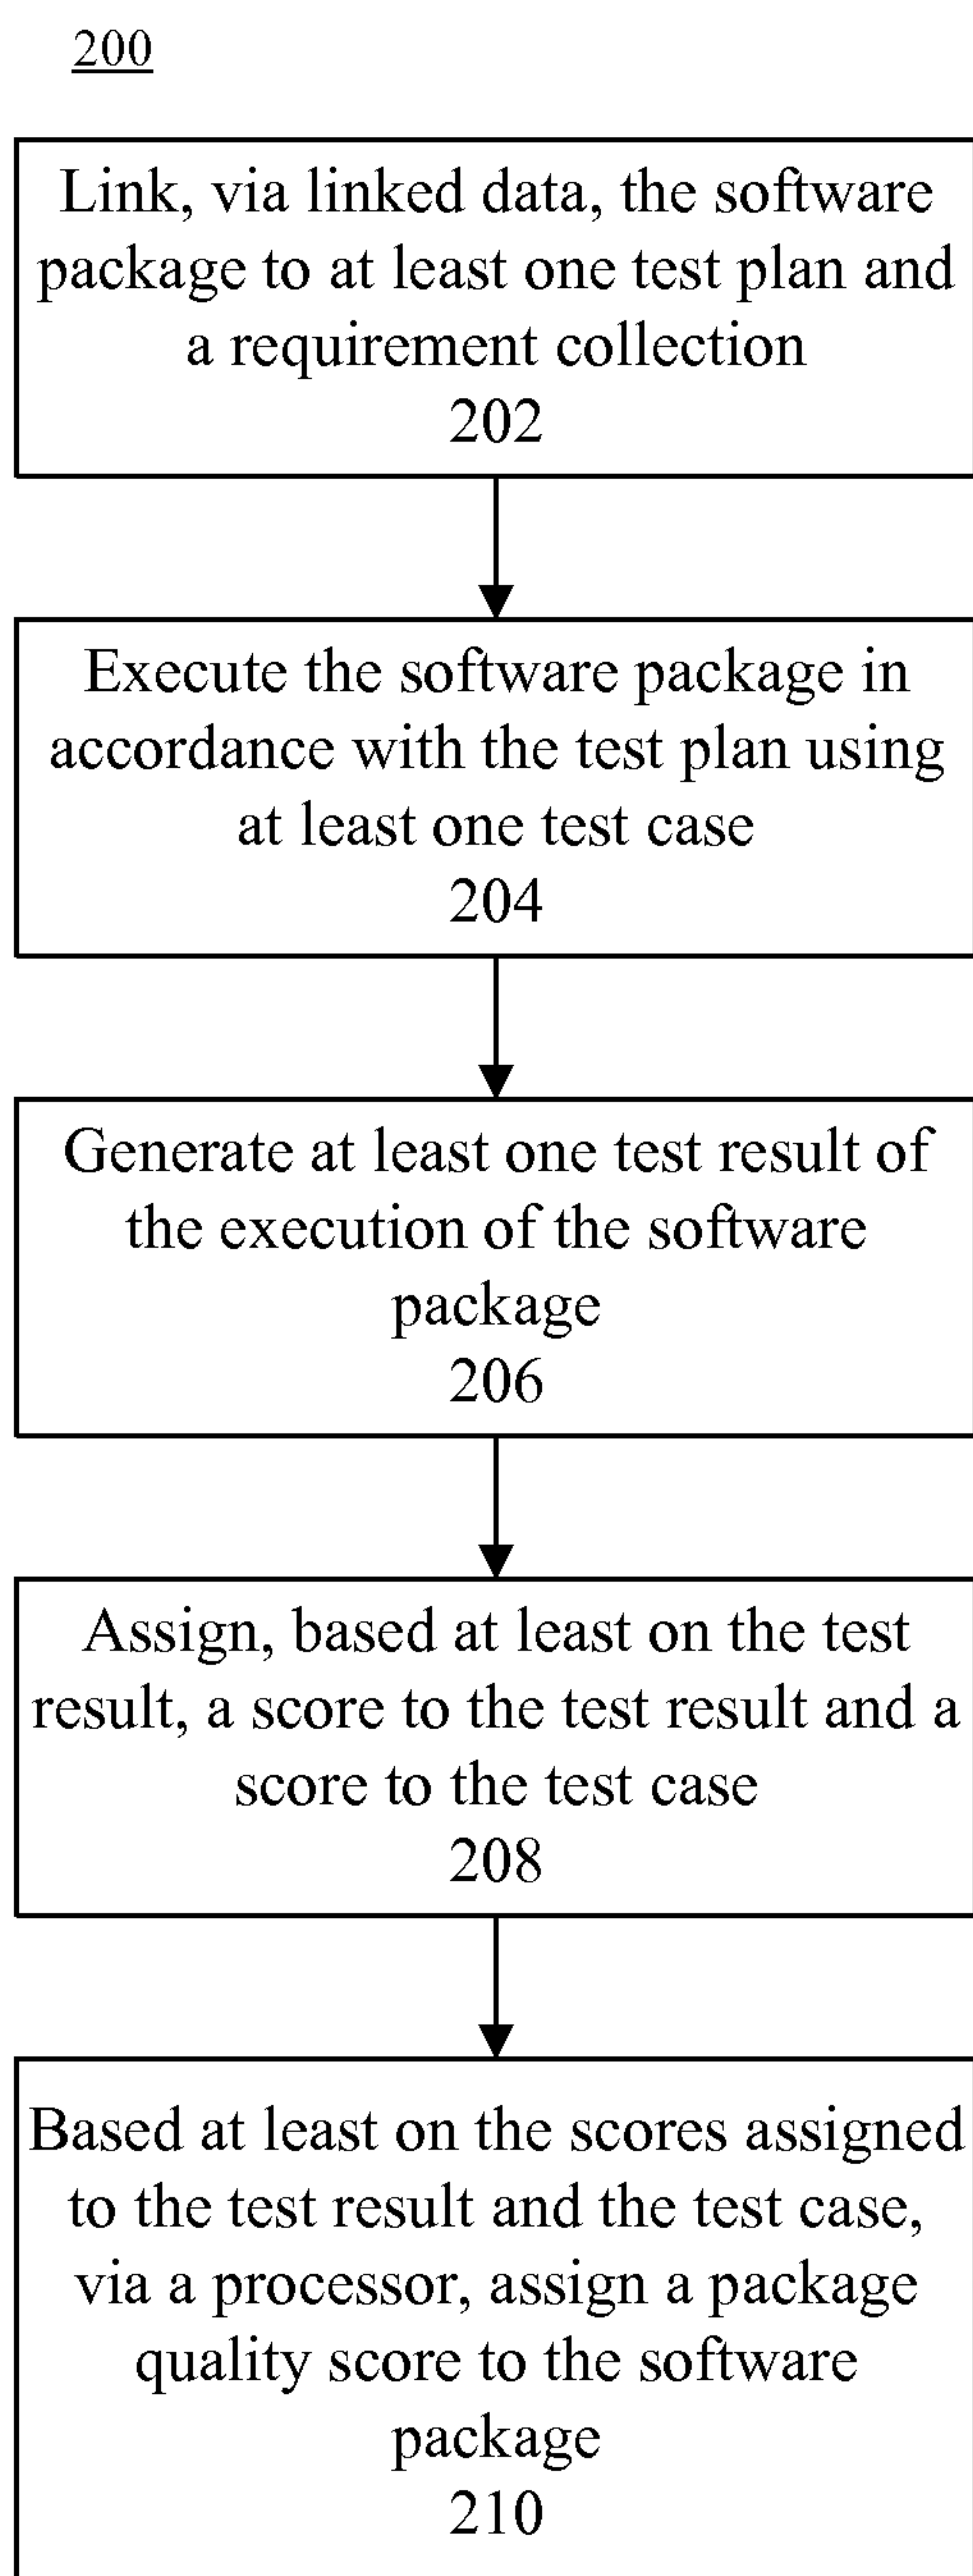 200
Link, via linked data, the software
package to at least one test plan and
a requirement collection
202
Execute the software package in
accordance with the test plan using
at least one test case
204
Generate at least one test result of
the execution of the software
package
206
Assign, based at least on the test
result, a score to the test result and a
score to the test case
208
Based at least on the scores assigned
to the test result and the test case,
via a processor, assign a package
quality score to the software
package
210